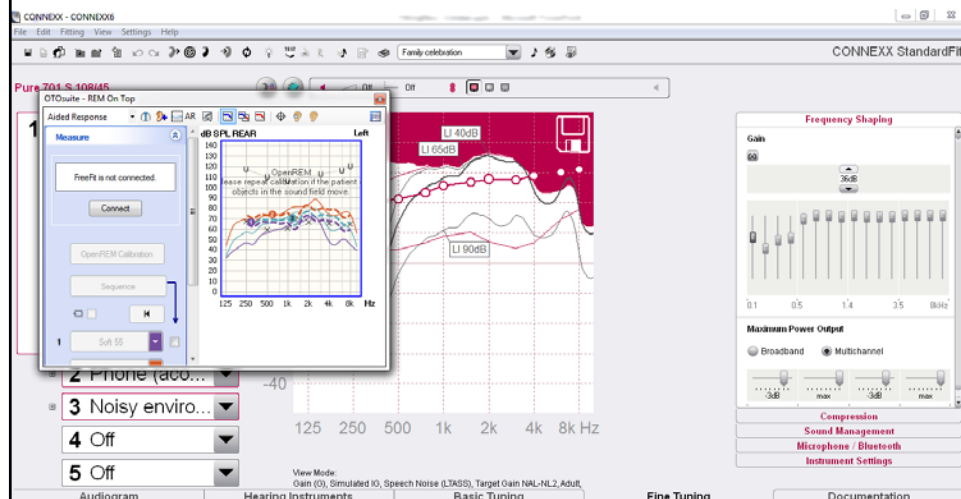 CONNEXX - CONNEXX6
File Edit Fitting View Settings Help
Family celebration
CONNEXX StandardFit
Pure 701 S 108/45
Off
Off
OTOsuite - REM On Top
Aided Response
AR
Measure
FreeFit is not connected.
Connect
OpenREM Calibration
Sequence
1 Soft 55
dB SPL REAR Left
140
130
120
110
100
90
80
70
60
50
40
30
20
10
0
OpenREM
ease repeat calibration if the patient
objects in the sound field move.
125 250 500 1k 2k 4k 8k Hz
1
2 Phone (aco...
3 Noisy enviro...
4 Off
5 Off
LI 40dB
LI 65dB
LI 90dB
-40
125 250 500 1k 2k 4k 8k Hz
View Mode:
Gain (O), Simulated IO, Speech Noise (LTASS), Target Gain NAL-NL2, Adult,
Frequency Shaping
Gain
36dB
0.1 0.5 1.4 3.5 8kHz
Maximum Power Output
Broadband Multichannel
-3dB max -3dB max
Compression
Sound Management
Microphone / Bluetooth
Instrument Settings
Audiogram Hearing Instruments Basic Tuning Fine Tuning Documentation